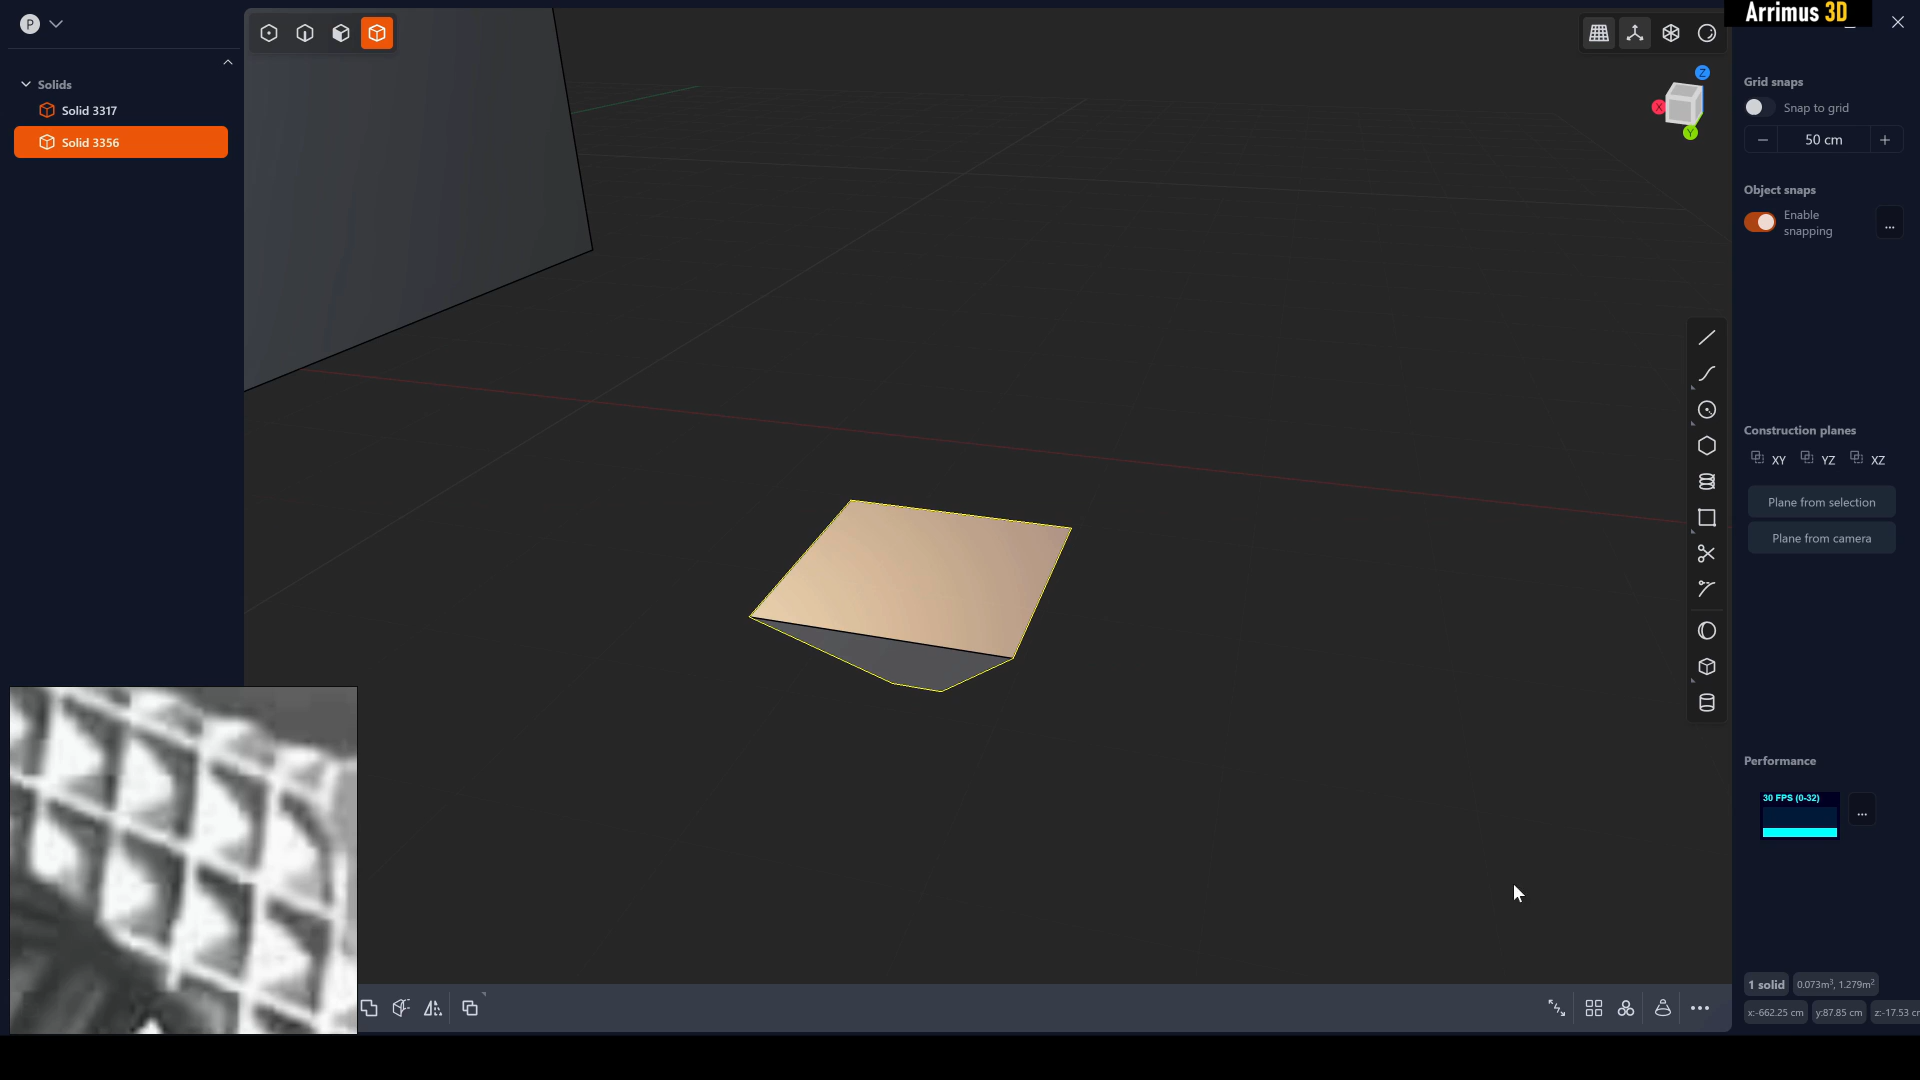 P
Arrimus 3D
Solids
Solid 3317
Solid 3356
Z
X
Y
Grid snaps
Snap to grid
50 cm
Object snaps
Enable
snapping
...
Construction planes
XY YZ XZ
Plane from selection
Plane from camera
Performance
30 FPS (0-32)
...
1 solid 0.073m³, 1.279m²
x:-662.25 cm y:87.85 cm z:-17.53 cm